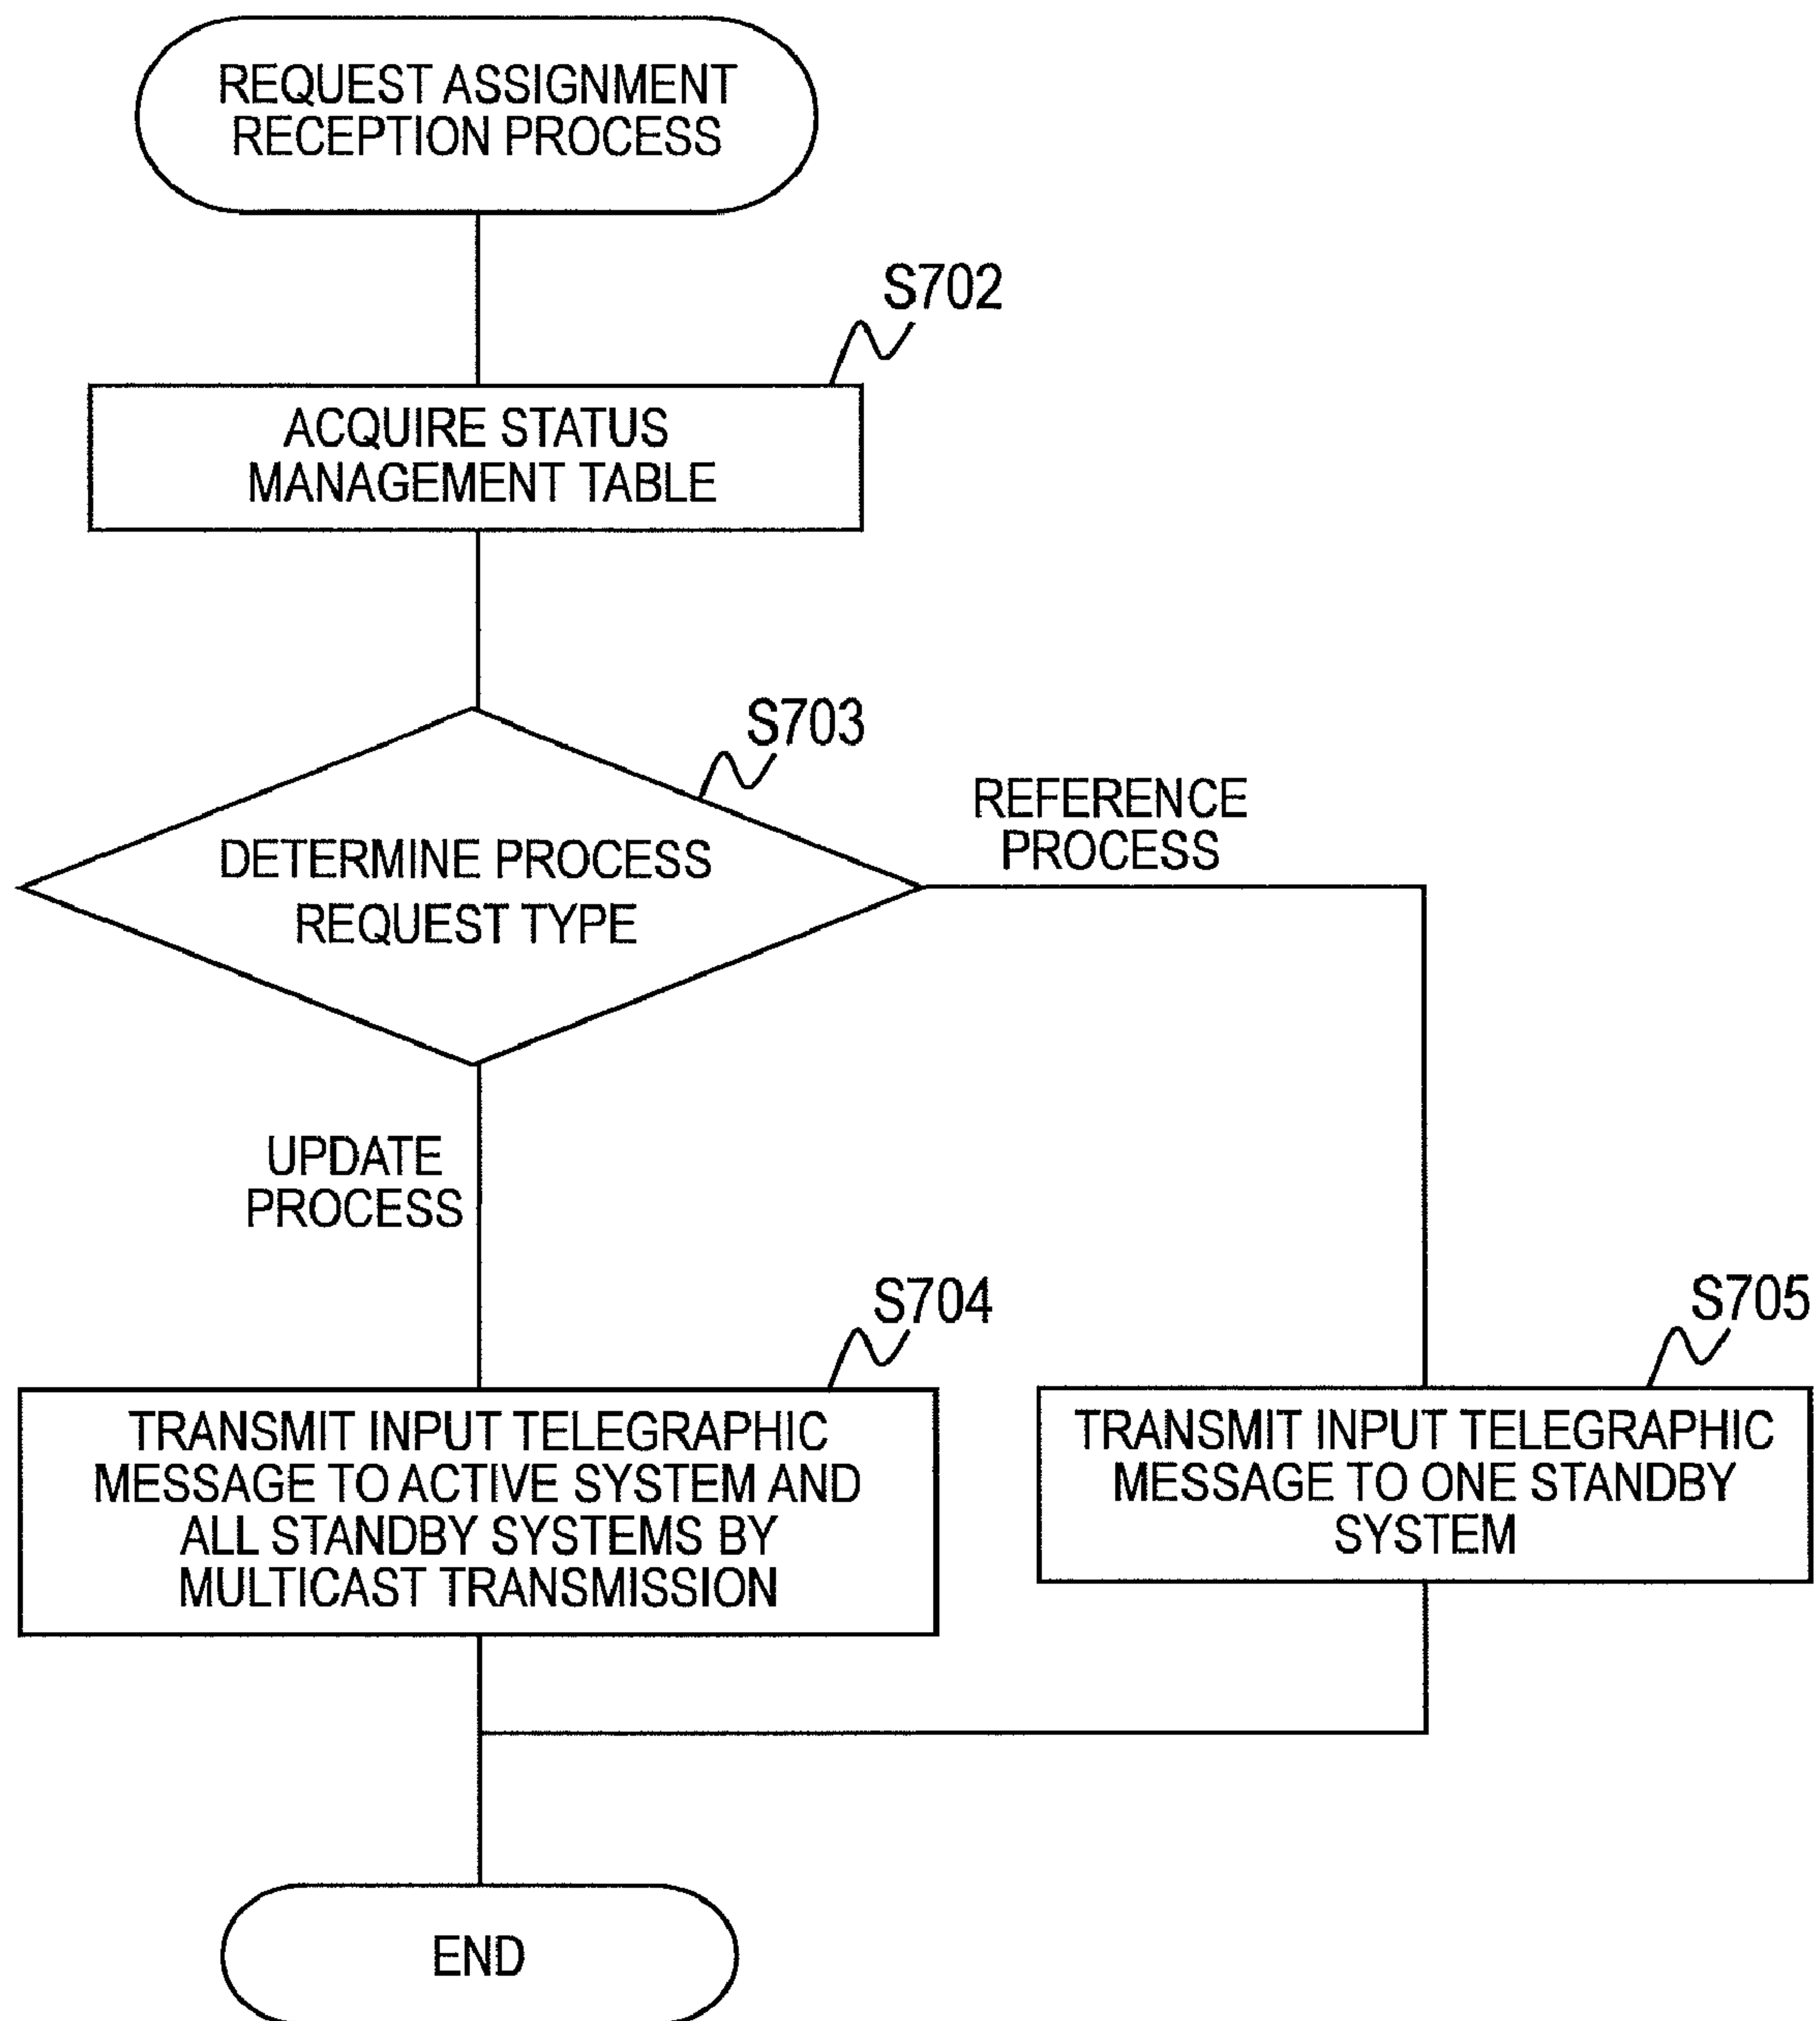 REQUEST ASSIGNMENT
RECEPTION PROCESS
S702
ACQUIRE STATUS
MANAGEMENT TABLE
S703
DETERMINE PROCESS
REQUEST TYPE
REFERENCE
PROCESS
UPDATE
PROCESS
S704
TRANSMIT INPUT TELEGRAPHIC
MESSAGE TO ACTIVE SYSTEM AND
ALL STANDBY SYSTEMS BY
MULTICAST TRANSMISSION
S705
TRANSMIT INPUT TELEGRAPHIC
MESSAGE TO ONE STANDBY
SYSTEM
END